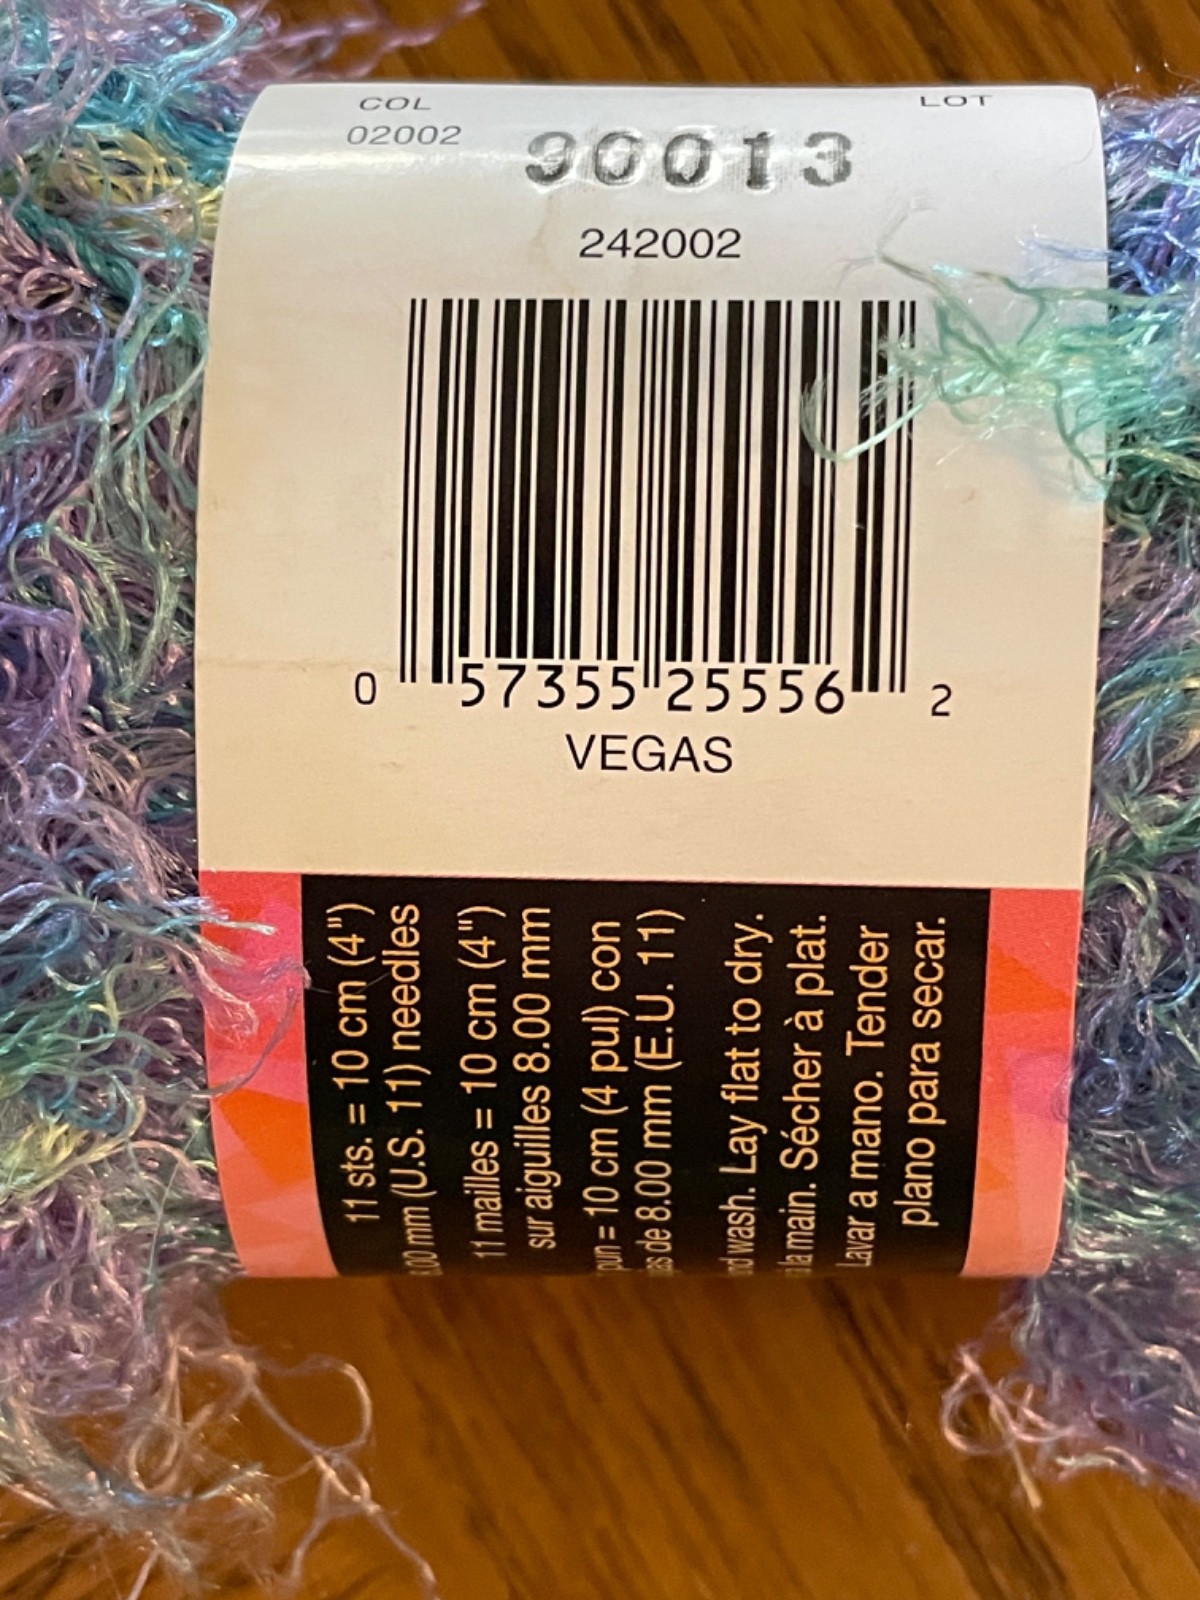 COL
LOT
02002
90013
242002
0 57355 25556 2
VEGAS
11 sts. = 10 cm (4")
mm (U.S. 11) needles
11 mailles = 10 cm (4")
sur aiguilles 8.00 mm
= 10 cm (4 pul) con
de 8.00 mm (E.U. 11)
wash. Lay flat to dry.
la main. Sécher à plat.
Lavar a mano. Tender
plano para secar.